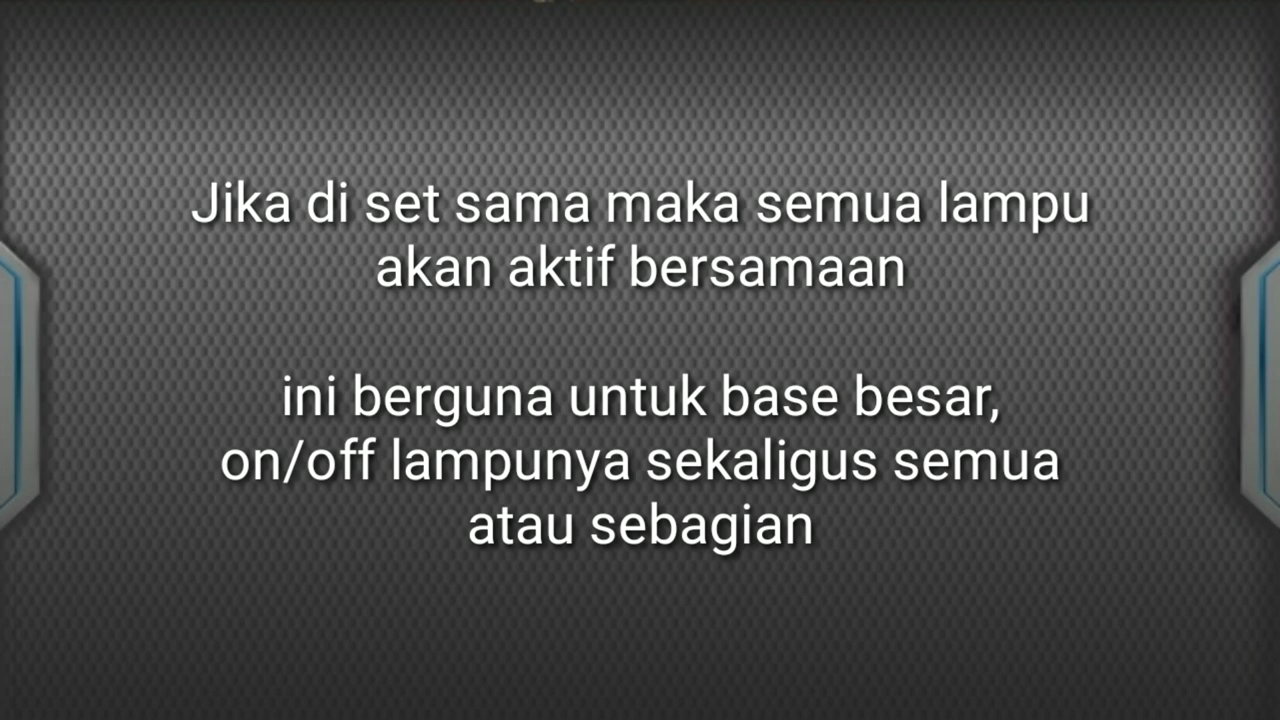 Jika di set sama maka semua lampu
akan aktif bersamaan
ini berguna untuk base besar,
on/off lampunya sekaligus semua
atau sebagian